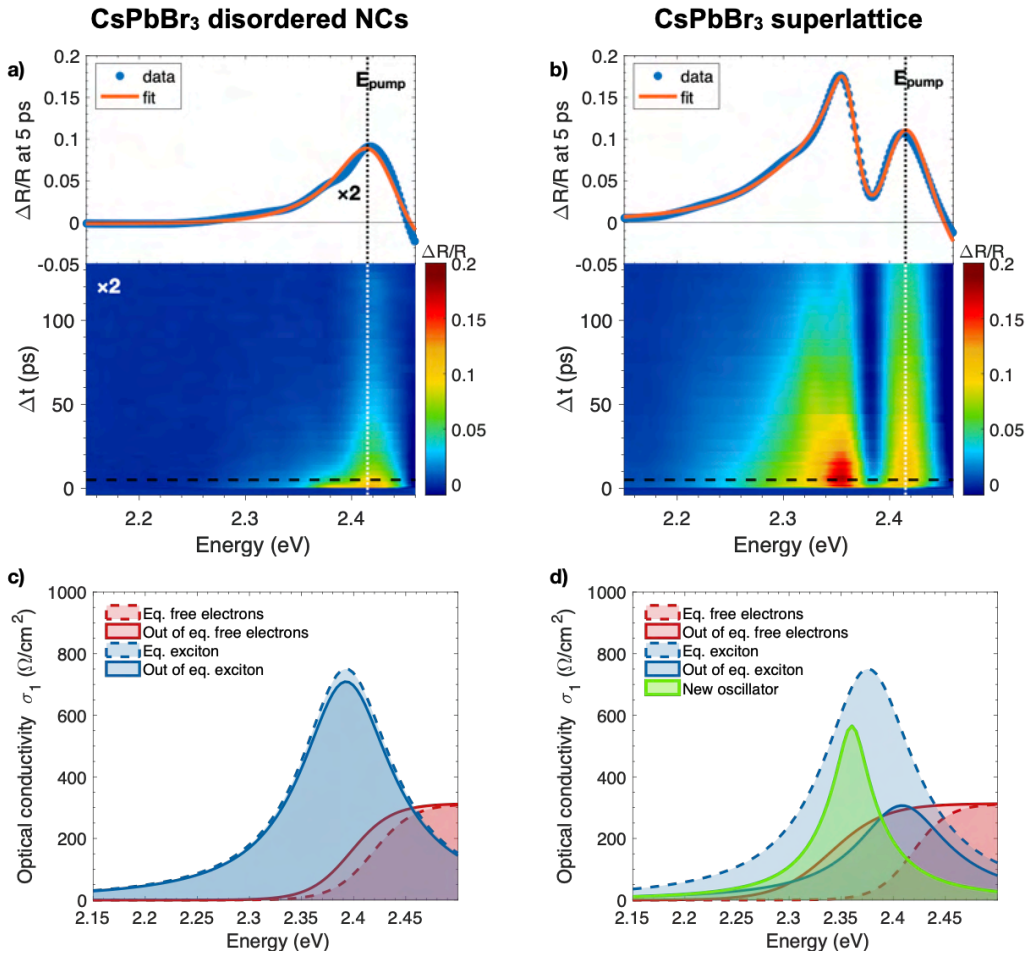 CsPbBr₃ disordered NCs
CsPbBr₃ superlattice
a)
0.2
0.15
0.1
0.05
0
-0.05
ΔR/R at 5 ps
data
fit
E_pump
×2
ΔR/R
×2
100
50
0
Δt (ps)
2.2
2.3
2.4
Energy (eV)
0.2
0.15
0.1
0.05
0
b)
0.2
0.15
0.1
0.05
0
-0.05
ΔR/R at 5 ps
data
fit
E_pump
ΔR/R
100
50
0
Δt (ps)
2.2
2.3
2.4
Energy (eV)
0.2
0.15
0.1
0.05
0
c)
1000
800
600
400
200
0
Optical conductivity σ₁ (Ω/cm²)
Eq. free electrons
Out of eq. free electrons
Eq. exciton
Out of eq. exciton
2.15
2.2
2.25
2.3
2.35
2.4
2.45
Energy (eV)
d)
1000
800
600
400
200
0
Optical conductivity σ₁ (Ω/cm²)
Eq. free electrons
Out of eq. free electrons
Eq. exciton
Out of eq. exciton
New oscillator
2.15
2.2
2.25
2.3
2.35
2.4
2.45
Energy (eV)